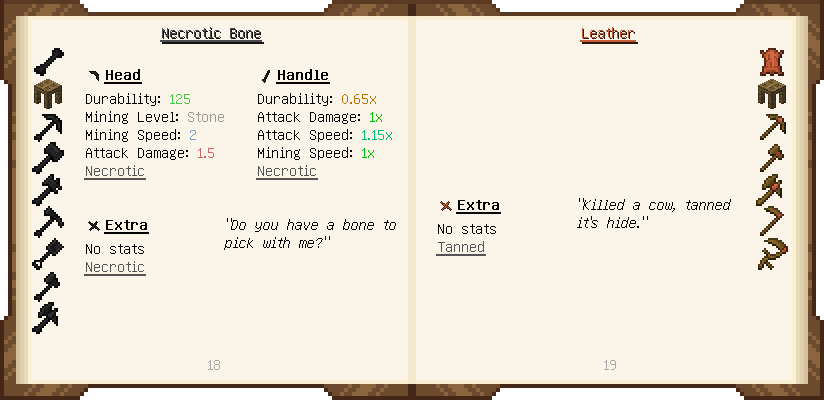 Necrotic Bone
Head
Durability: 125
Mining Level: Stone
Mining Speed: 2
Attack Damage: 1.5
Necrotic
Handle
Durability: 0.65x
Attack Damage: 1x
Attack Speed: 1.15x
Mining Speed: 1x
Necrotic
Extra
No stats
Necrotic
"Do you have a bone to
pick with me?"
18
Leather
Extra
No stats
Tanned
"Killed a cow, tanned
it's hide."
19